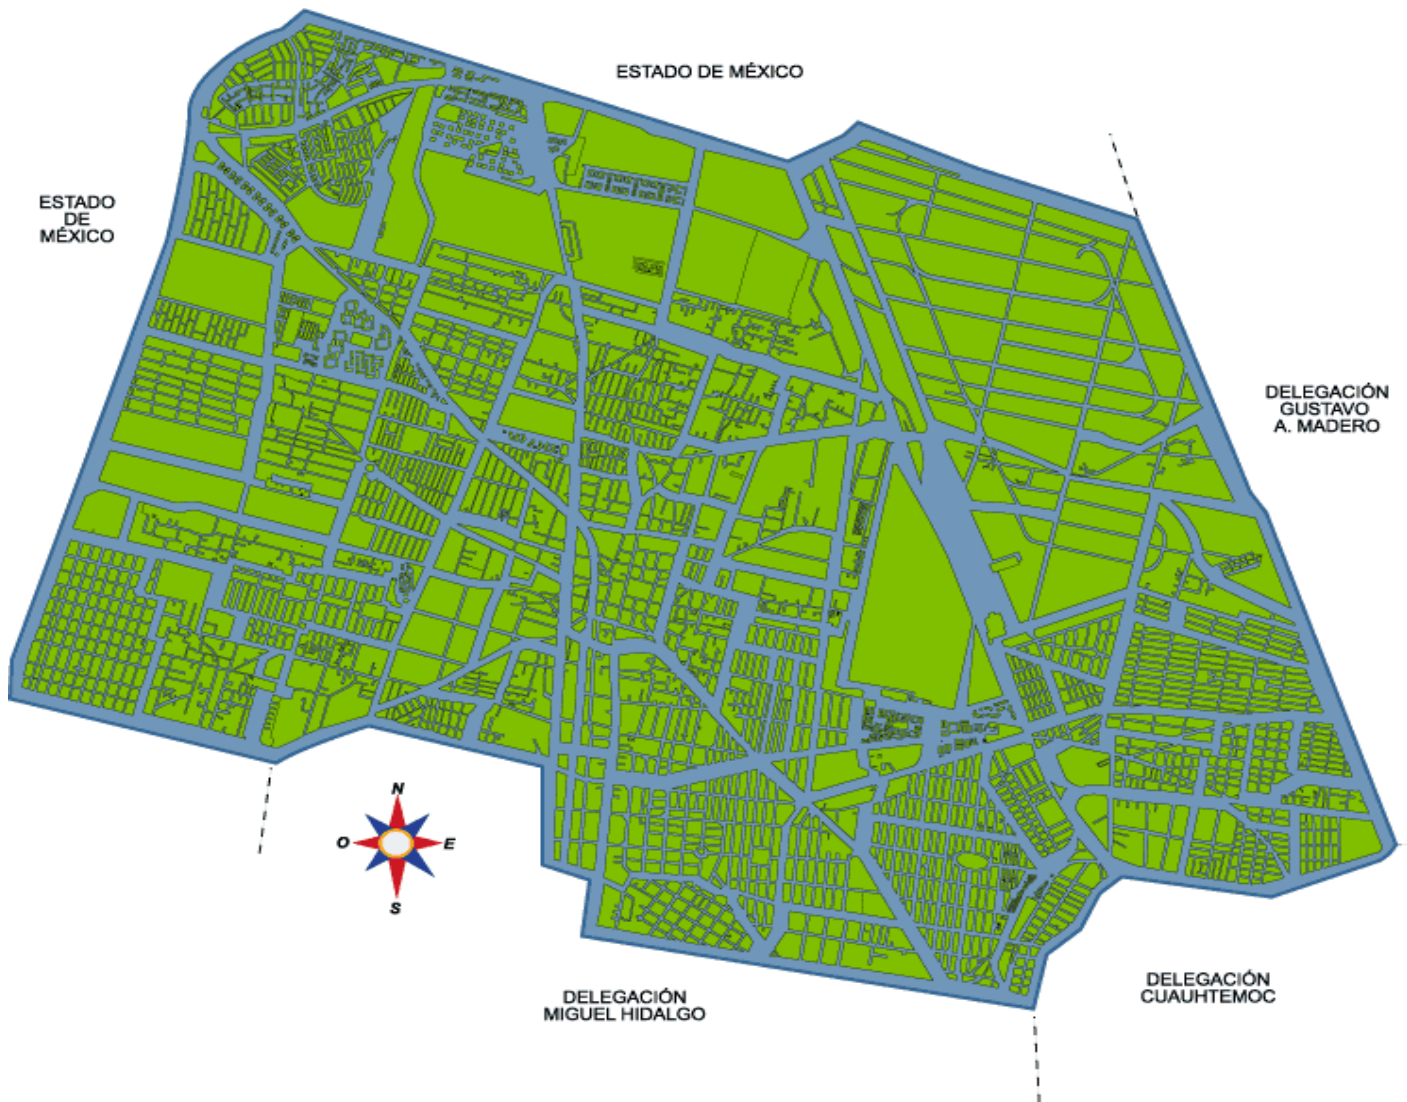 ESTADO DE MÉXICO
ESTADO
DE
MÉXICO
DELEGACIÓN
GUSTAVO
A. MADERO
N
O
E
S
DELEGACIÓN
MIGUEL HIDALGO
DELEGACIÓN
CUAUHTEMOC